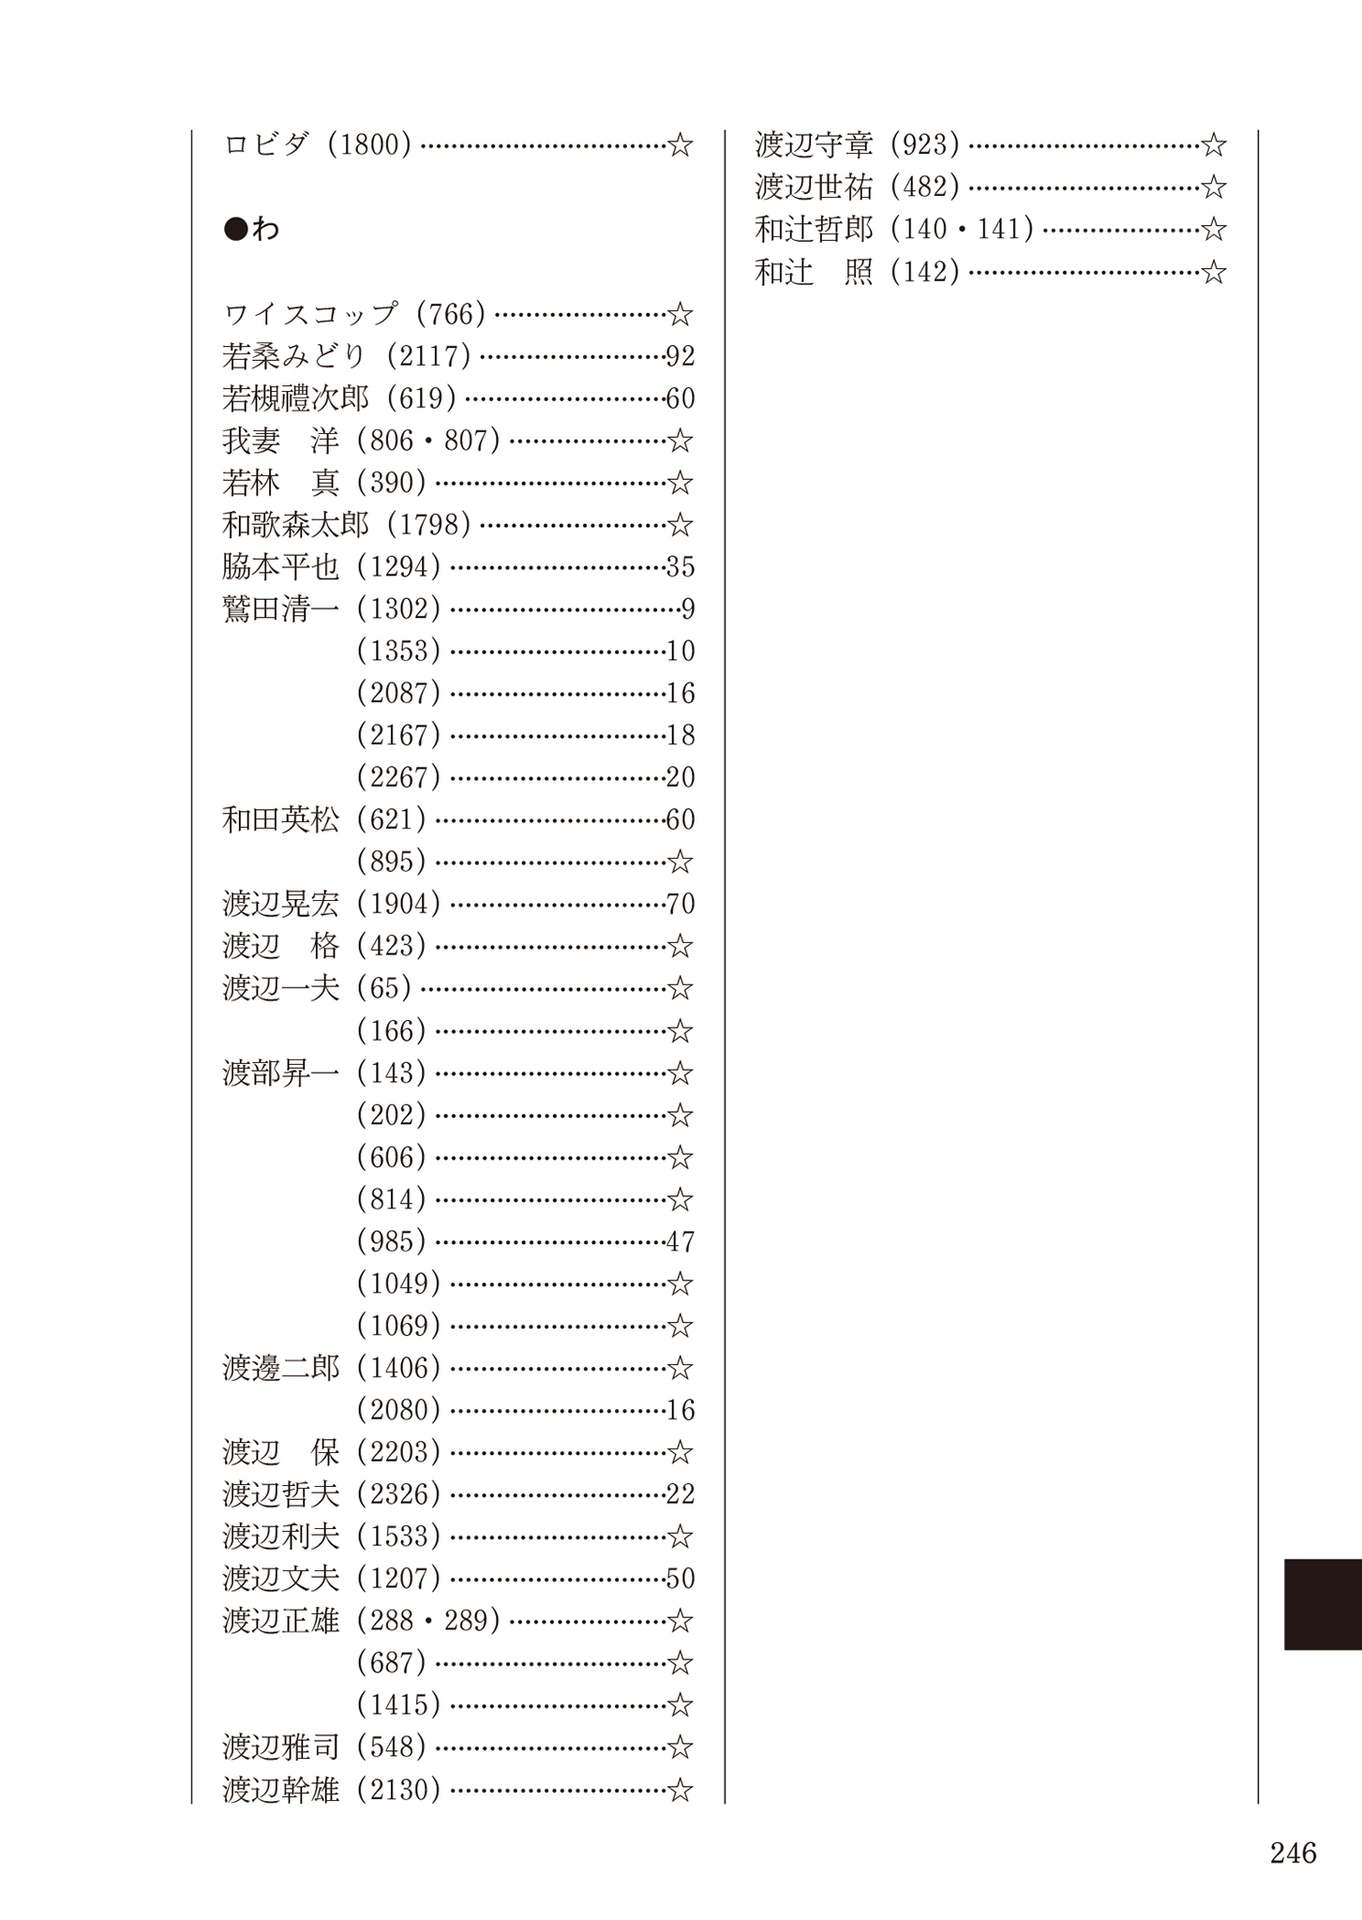 ロビダ（1800）……………………………☆
●わ
ワイスコップ（766）……………………☆
若桑みどり（2117）……………………92
若槻禮次郎（619）………………………60
我妻　洋（806・807）…………………☆
若林　真（390）…………………………☆
和歌森太郎（1798）……………………☆
脇本平也（1294）………………………35
鷲田清一（1302）…………………………9
（1353）………………………10
（2087）………………………16
（2167）………………………18
（2267）………………………20
和田英松（621）…………………………60
（895）…………………………☆
渡辺晃宏（1904）………………………70
渡辺　格（423）…………………………☆
渡辺一夫（65）……………………………☆
（166）…………………………☆
渡部昇一（143）…………………………☆
（202）…………………………☆
（606）…………………………☆
（814）…………………………☆
（985）…………………………47
（1049）………………………☆
（1069）………………………☆
渡邊二郎（1406）………………………☆
（2080）………………………16
渡辺　保（2203）………………………☆
渡辺哲夫（2326）………………………22
渡辺利夫（1533）………………………☆
渡辺文夫（1207）………………………50
渡辺正雄（288・289）…………………☆
（687）…………………………☆
（1415）………………………☆
渡辺雅司（548）…………………………☆
渡辺幹雄（2130）………………………☆
渡辺守章（923）…………………………☆
渡辺世祐（482）…………………………☆
和辻哲郎（140・141）…………………☆
和辻　照（142）…………………………☆
246